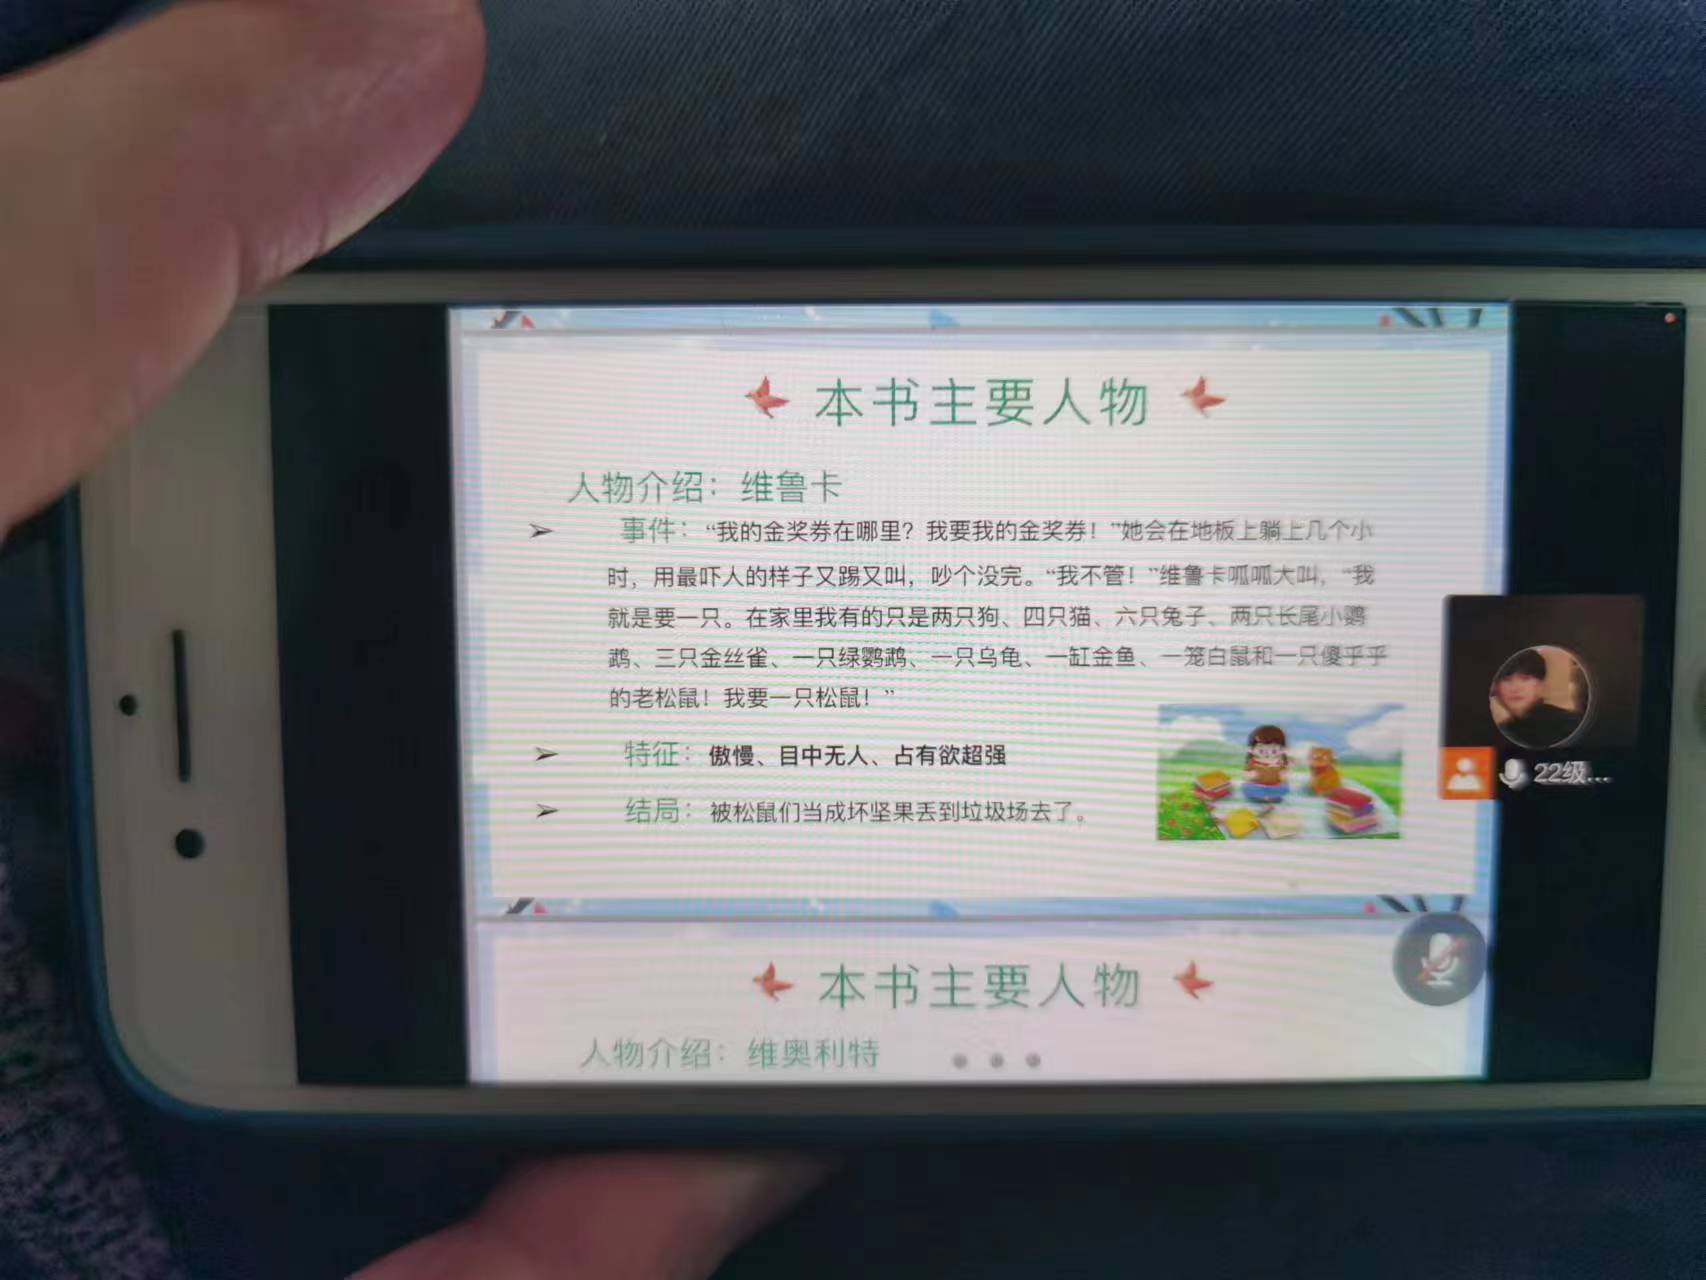 本书主要人物
人物介绍：维鲁卡
➢ 事件：“我的金奖券在哪里？我要我的金奖券！”她会在地板上躺上几个小
时，用最吓人的样子又踢又叫，吵个没完。“我不管！”维鲁卡呱呱大叫，“我
就是要一只。在家里我有的只是两只狗、四只猫、六只兔子、两只长尾小鹦
鹉、三只金丝雀、一只绿鹦鹉、一只乌龟、一缸金鱼、一笼白鼠和一只傻乎乎
的老松鼠！我要一只松鼠！”
➢ 特征：傲慢、目中无人、占有欲超强
➢ 结局：被松鼠们当成坏坚果丢到垃圾场去了。
22级...
本书主要人物
人物介绍：维奥利特